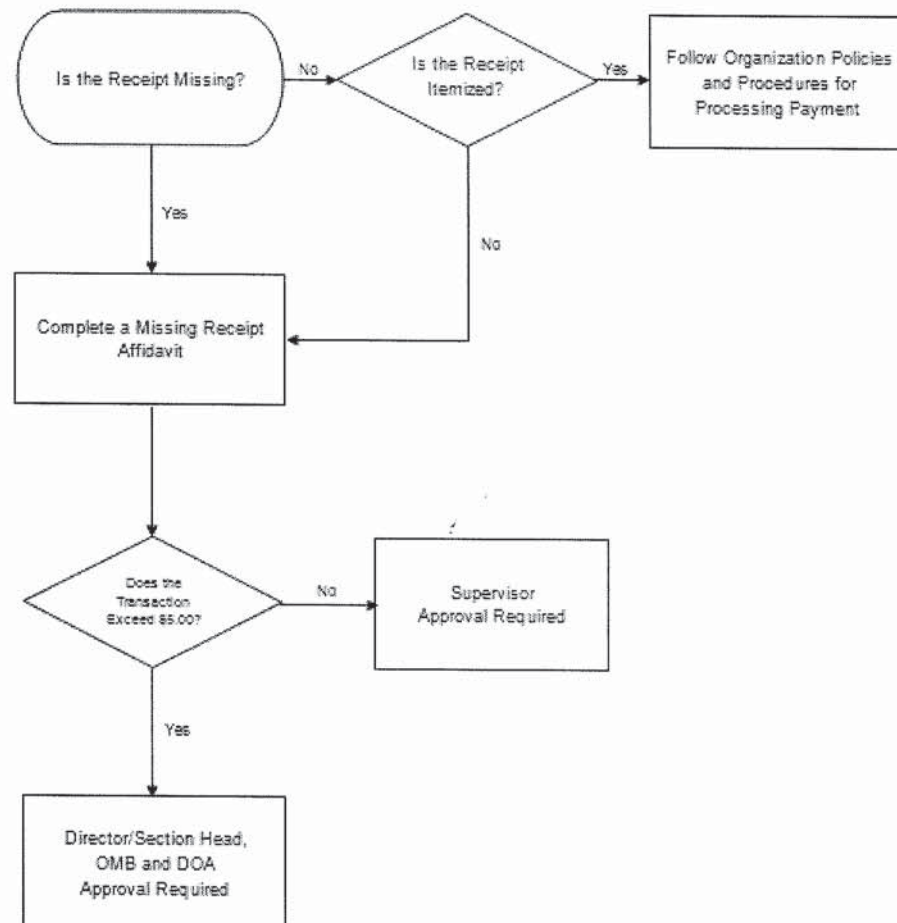 Is the Receipt Missing?
No
Is the Receipt
Itemized?
Yes
Follow Organization Policies
and Procedures for
Processing Payment
Yes
No
Complete a Missing Receipt
Affidavit
Does the
Transaction
Exceed $5.00?
No
Supervisor
Approval Required
Yes
Director/Section Head,
OMB and DOA
Approval Required